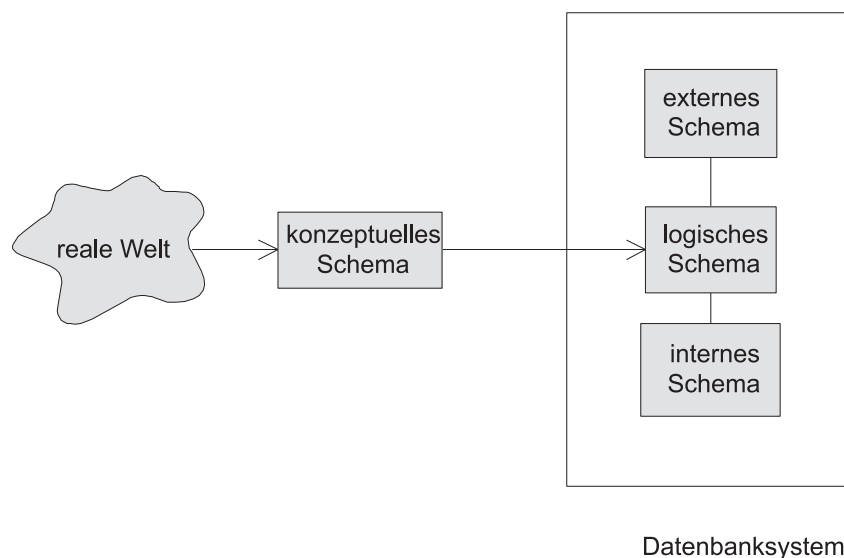 externes
Schema
reale Welt
konzeptuelles
Schema
logisches
Schema
internes
Schema
Datenbanksystem